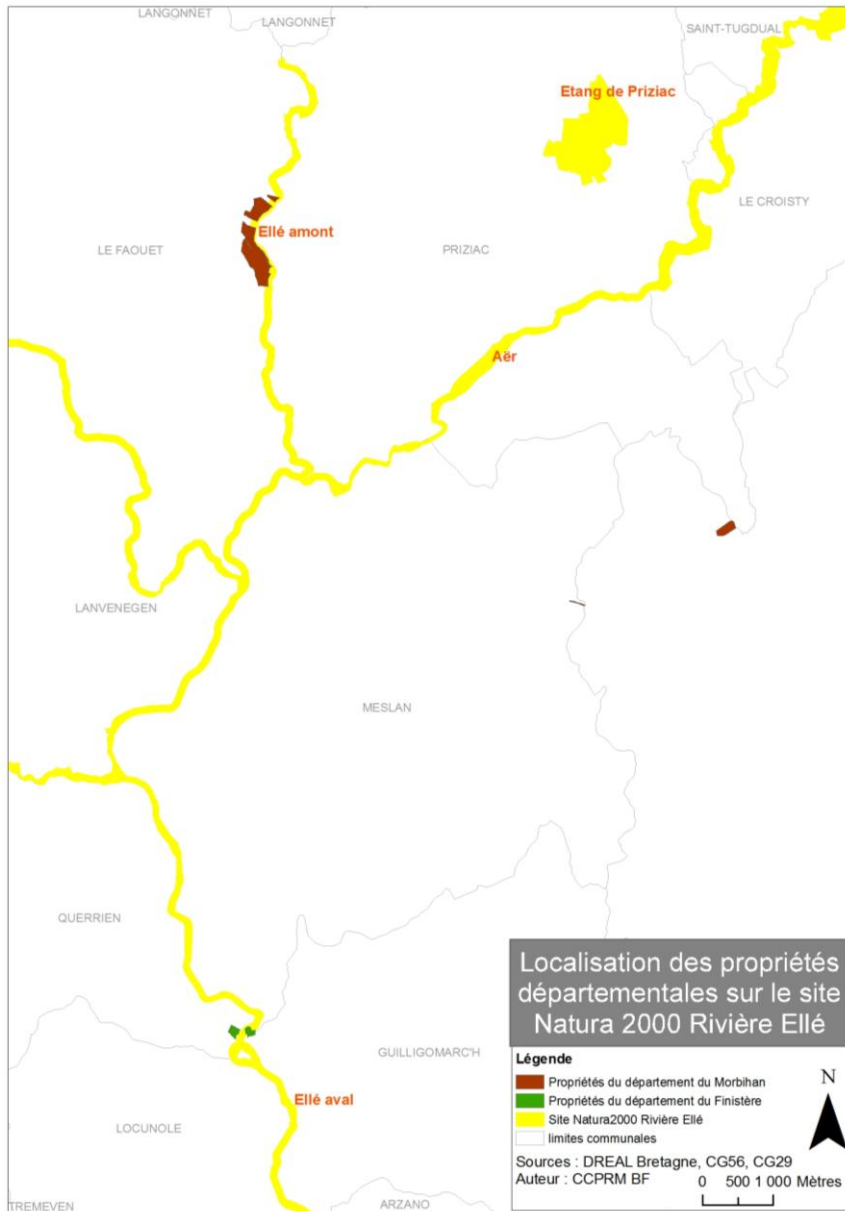 LANGONNET
LANGONNET
SAINT-TUGDUAL
Etang de Priziac
LE CROISTY
Ellé amont
LE FAOUET
PRIZIAC
Aër
LANVENEGEN
MESLAN
QUERRIEN
GUILLIGOMARC'H
Ellé aval
LOCUNOLE
TREMEVEN
ARZANO
Localisation des propriétés
départementales sur le site
Natura 2000 Rivière Ellé
Légende
Propriétés du département du Morbihan
Propriétés du département du Finistère
Site Natura2000 Rivière Ellé
limites communales
N
Sources : DREAL Bretagne, CG56, CG29
Auteur : CCPRM BF
0 500 1 000 Mètres